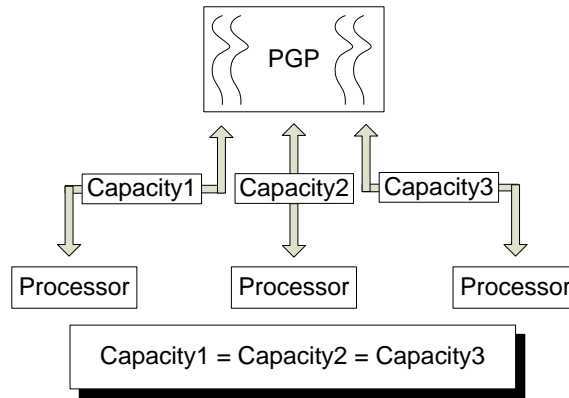 PGP
Capacity1
Capacity2
Capacity3
Processor
Processor
Processor
Capacity1 = Capacity2 = Capacity3